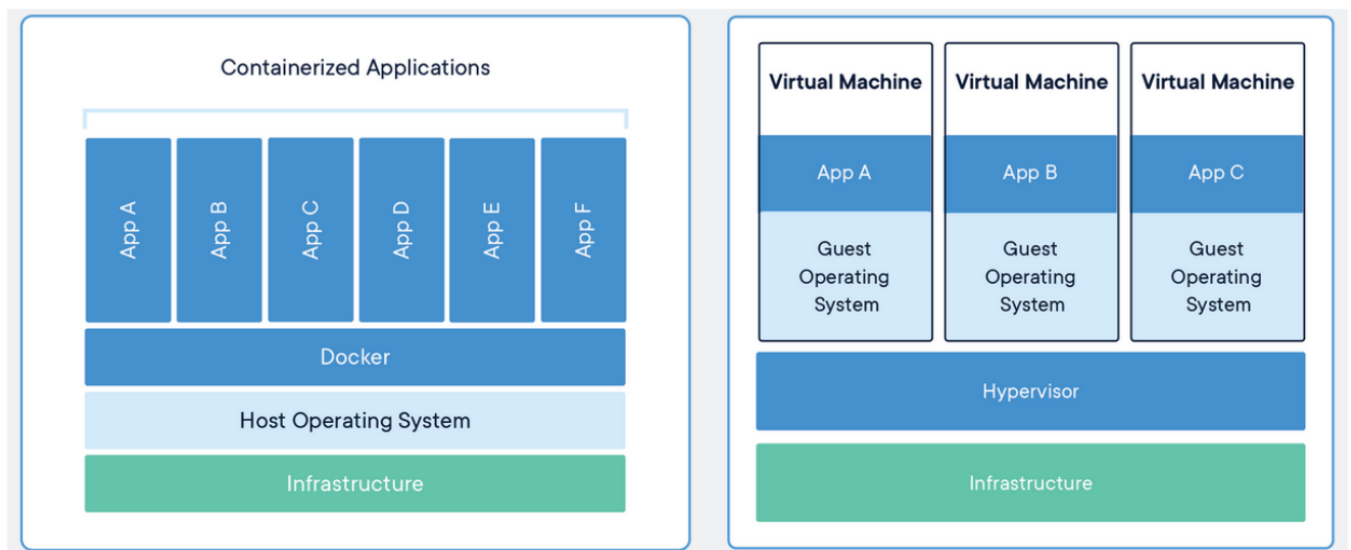 Containerized Applications
App A
App B
App C
App D
App E
App F
Docker
Host Operating System
Infrastructure
Virtual Machine
App A
Guest
Operating
System
Virtual Machine
App B
Guest
Operating
System
Virtual Machine
App C
Guest
Operating
System
Hypervisor
Infrastructure